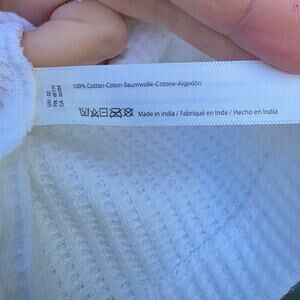 100% Cotton-Coton-Baumwolle-Cotone-Algodón
Made in india / Fabriqué en Inde / Hecho en India